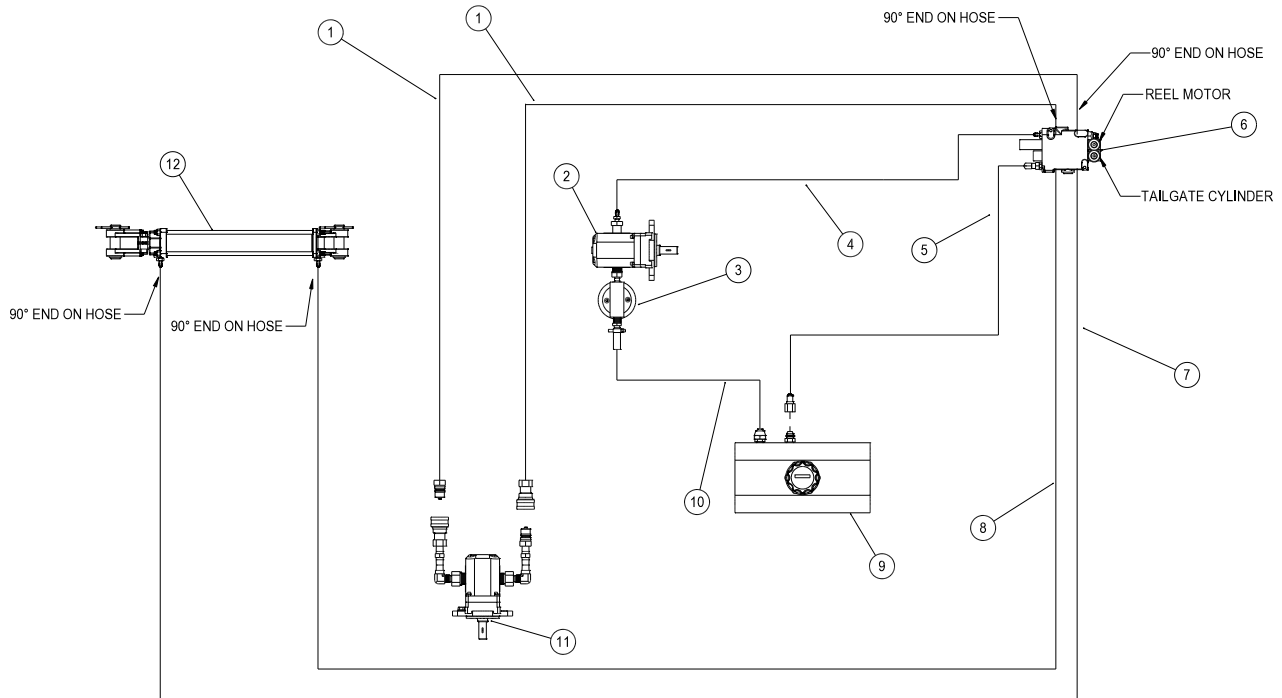 90° END ON HOSE
1
1
90° END ON HOSE
REEL MOTOR
6
12
2
TAILGATE CYLINDER
4
5
3
90° END ON HOSE
90° END ON HOSE
7
10
8
9
11